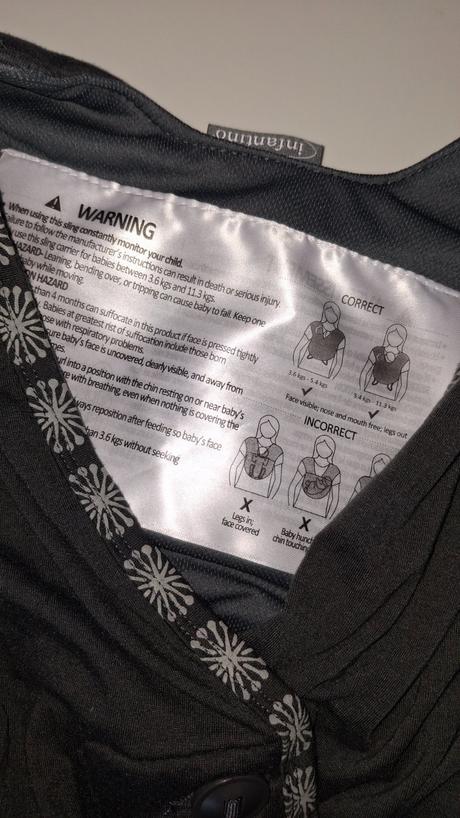 infantino
WARNING
When using this sling constantly monitor your child.
failure to follow the manufacturer's instructions can result in death or serious injury
use this sling carrier for babies between 3.6 kgs and 11.3 kgs.
HAZARD- Leaning, bending over, or tripping can cause baby to fall. Keep one
while moving.
HAZARD
than 4 months can suffocate in this product if face is pressed tightly
Babies at greatest risk of suffocation include those born
with respiratory problems.
baby's face is uncovered, clearly visible, and away from
into a position with the chin resting on or near baby's
with breathing, even when nothing is covering the
reposition after feeding so baby's face
than 3.6 kgs without seeking
CORRECT
3.6 kgs - 5.4 kgs
5.4 kgs - 11.3 kgs
Face visible; nose and mouth free; legs out
INCORRECT
X
X
Legs in;
face covered
Baby
chin